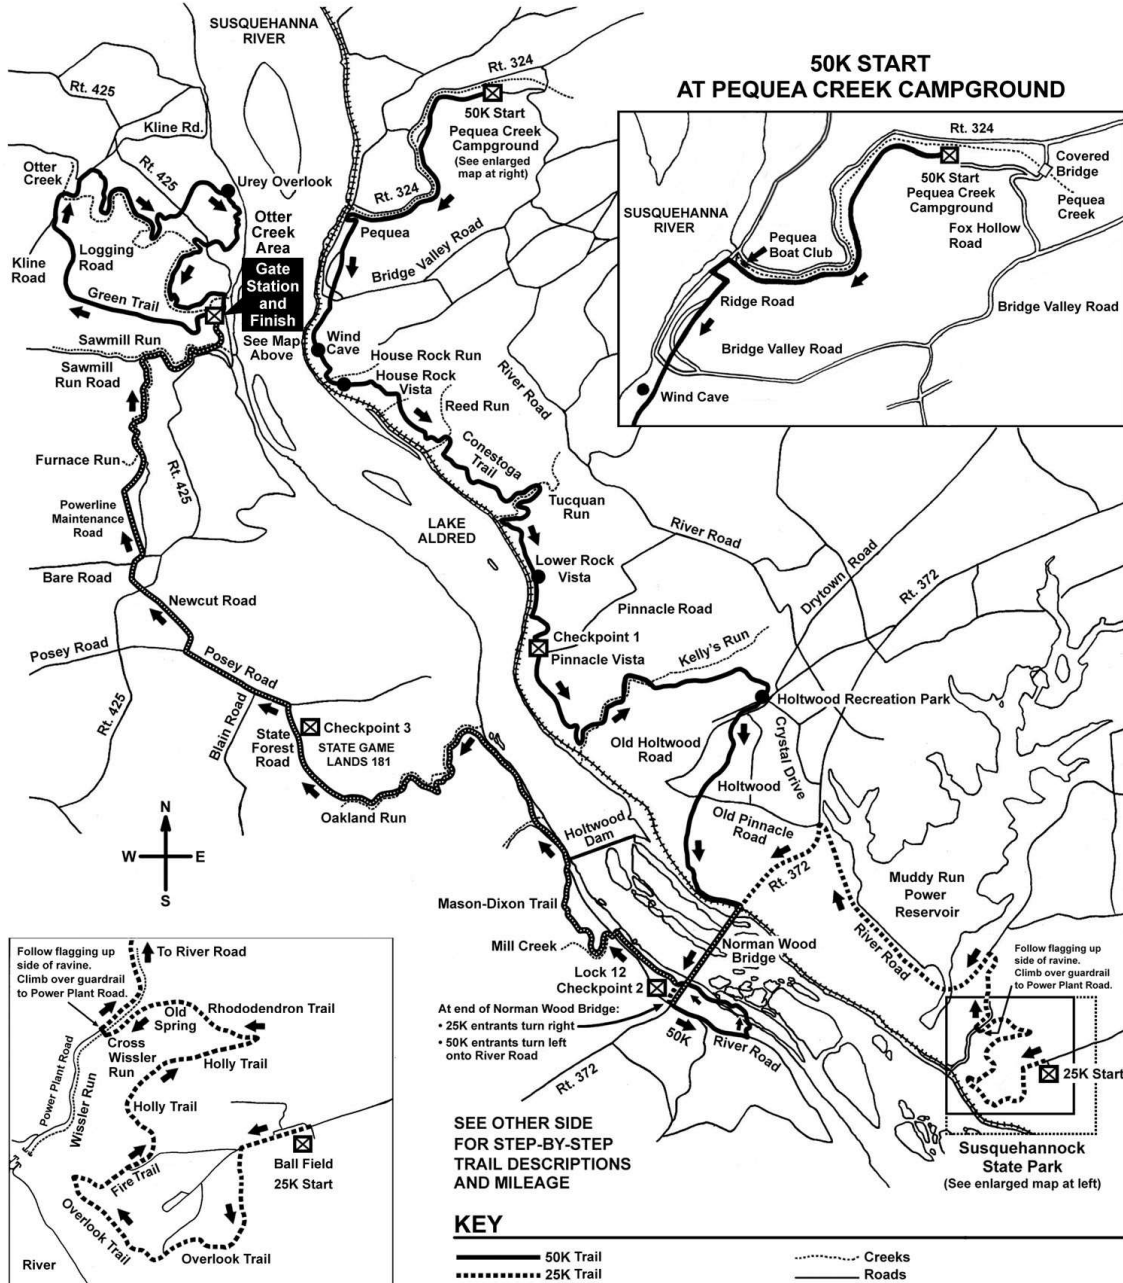 SUSQUEHANNA
RIVER
Rt. 425
Kline Rd.
Rt. 425
Otter
Creek
Urey Overlook
Otter
Creek
Area
Logging
Road
Kline
Road
Green Trail
Gate
Station
and
Finish
See Map
Above
Sawmill Run
Sawmill
Run Road
Furnace Run
Rt. 425
Powerline
Maintenance
Road
Bare Road
Newcut Road
Posey Road
Posey Road
Rt. 425
Blain Road
State
Forest
Road
Checkpoint 3
STATE GAME
LANDS 181
Oakland Run
N
W
E
S
Rt. 324
50K Start
Pequea Creek
Campground
(See enlarged
map at right)
Rt. 324
Pequea
Bridge Valley Road
Wind
Cave
House Rock Run
House Rock
Vista
Reed Run
River Road
Conestoga
Trail
Tucquan
Run
LAKE
ALDRED
Lower Rock
Vista
River Road
Drytown Road
Rt. 372
Pinnacle Road
Checkpoint 1
Pinnacle Vista
Kelly's Run
Holtwood Recreation Park
Old Holtwood
Road
Crystal Drive
Holtwood
Old Pinnacle
Road
Rt. 372
Holtwood
Dam
Muddy Run
Power
Reservoir
River Road
Mason-Dixon Trail
Mill Creek
Norman Wood
Bridge
Lock 12
Checkpoint 2
At end of Norman Wood Bridge:
• 25K entrants turn right
• 50K entrants turn left
onto River Road
50K
River Road
Rt. 372
Follow flagging up
side of ravine.
Climb over guardrail
to Power Plant Road.
25K Start
Susquehannock
State Park
(See enlarged map at left)
SEE OTHER SIDE
FOR STEP-BY-STEP
TRAIL DESCRIPTIONS
AND MILEAGE
KEY
50K Trail
25K Trail
Creeks
Roads
50K START
AT PEQUEA CREEK CAMPGROUND
Rt. 324
Covered
Bridge
50K Start
Pequea Creek
Campground
Pequea
Creek
SUSQUEHANNA
RIVER
Fox Hollow
Road
Pequea
Boat Club
Ridge Road
Bridge Valley Road
Bridge Valley Road
Wind Cave
Follow flagging up
side of ravine.
Climb over guardrail
to Power Plant Road.
To River Road
Rhododendron Trail
Old
Spring
Cross
Wissler
Run
Holly Trail
Power Plant Road
Wissler Run
Holly Trail
Ball Field
25K Start
Fire Trail
Overlook Trail
Overlook Trail
River